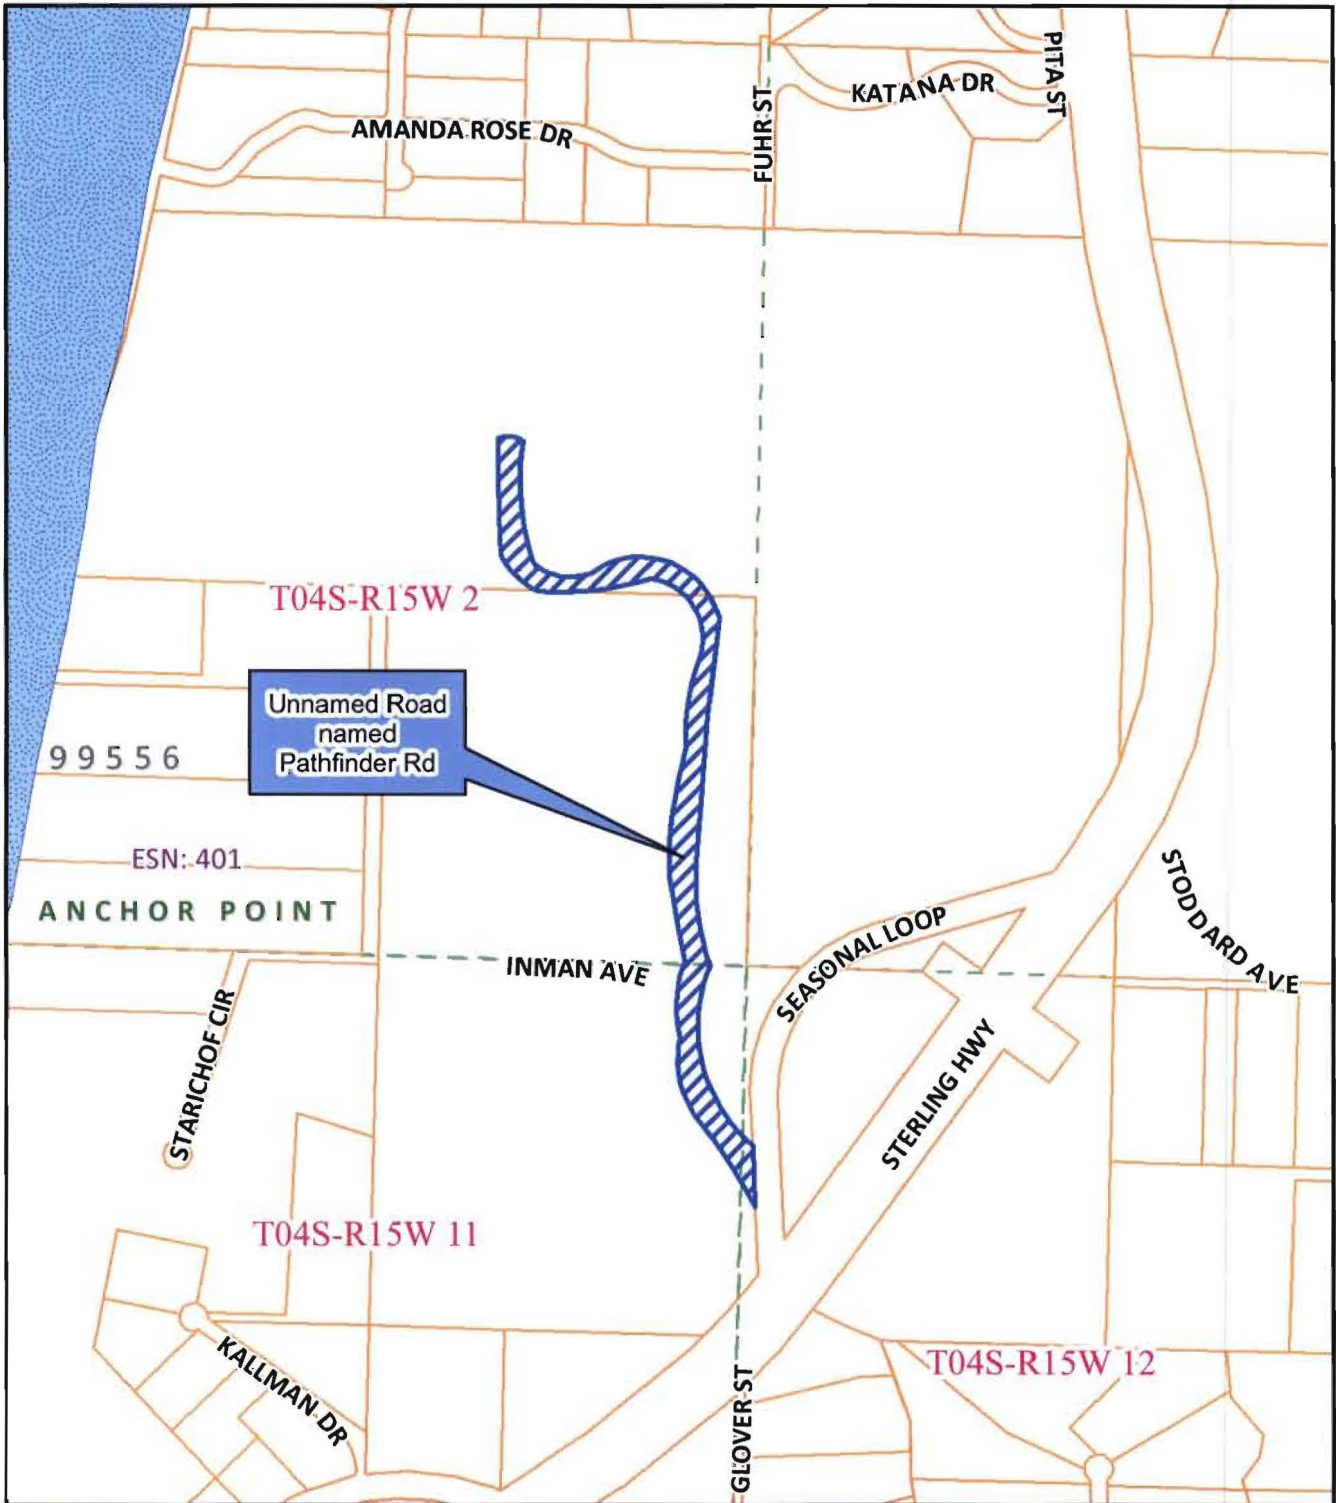 PITA ST
KATANA DR
FUHR ST
AMANDA ROSE DR
T04S-R15W 2
Unnamed Road
named
Pathfinder Rd
99556
ESN: 401
ANCHOR POINT
INMAN AVE
SEASONAL LOOP
STODDARD AVE
STARICHOF CIR
STERLING HWY
T04S-R15W 11
KALLMAN DR
T04S-R15W 12
GLOVER ST